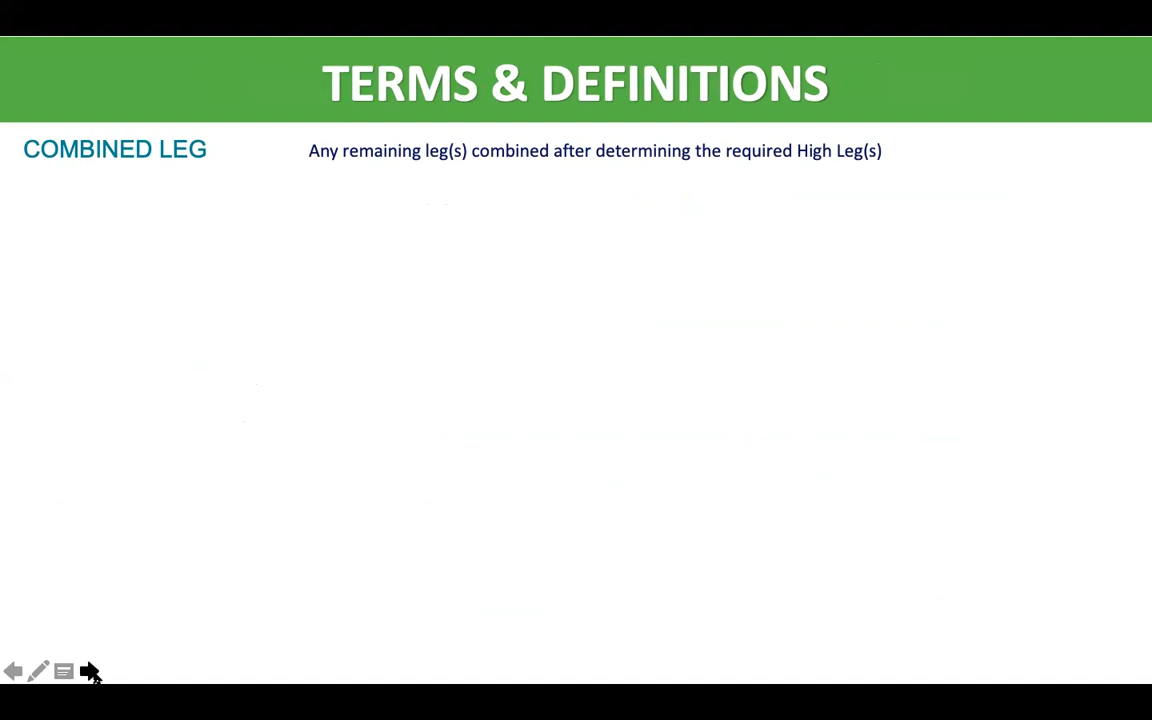 TERMS & DEFINITIONS
COMBINED LEG
Any remaining leg(s) combined after determining the required High Leg(s)